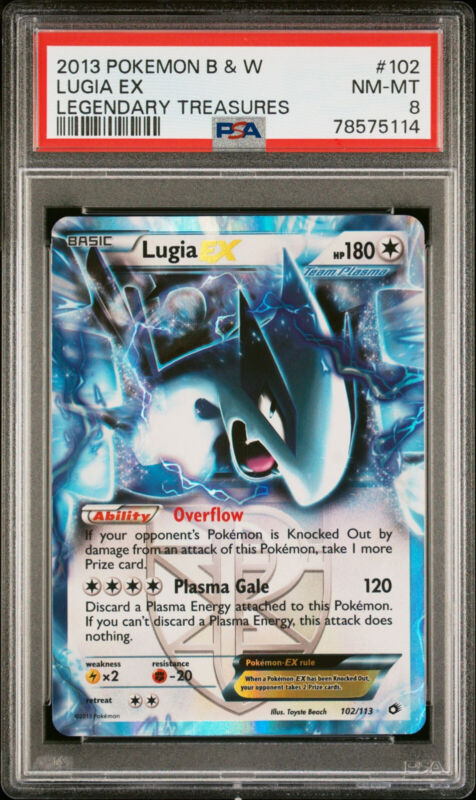 2013 POKEMON B & W #102
LUGIA EX NM-MT
LEGENDARY TREASURES 8
PSA 78575114
BASIC Lugia EX HP180
Team Plasma
Ability Overflow
If your opponent's Pokémon is Knocked Out by
damage from an attack of this Pokémon, take 1 more
Prize card.
Plasma Gale 120
Discard a Plasma Energy attached to this Pokémon.
If you can't discard a Plasma Energy, this attack does
nothing.
weakness resistance
×2 -20
Pokémon-EX rule
When a Pokémon-EX has been Knocked Out,
your opponent takes 2 Prize cards.
retreat
©2013 Pokémon Illus. Toyste Beach 102/113
PSA